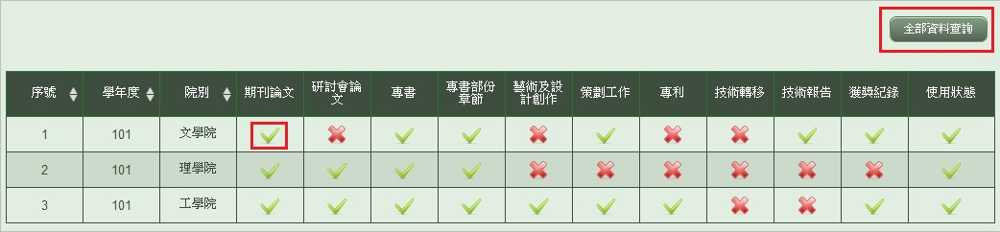 全部資料查詢
序號 學年度 院別 期刊論文 研討會論文 專書 專書部份章節 藝術及設計創作 策劃工作 專利 技術轉移 技術報告 獲獎紀錄 使用狀態
1 101 文學院
2 101 理學院
3 101 工學院